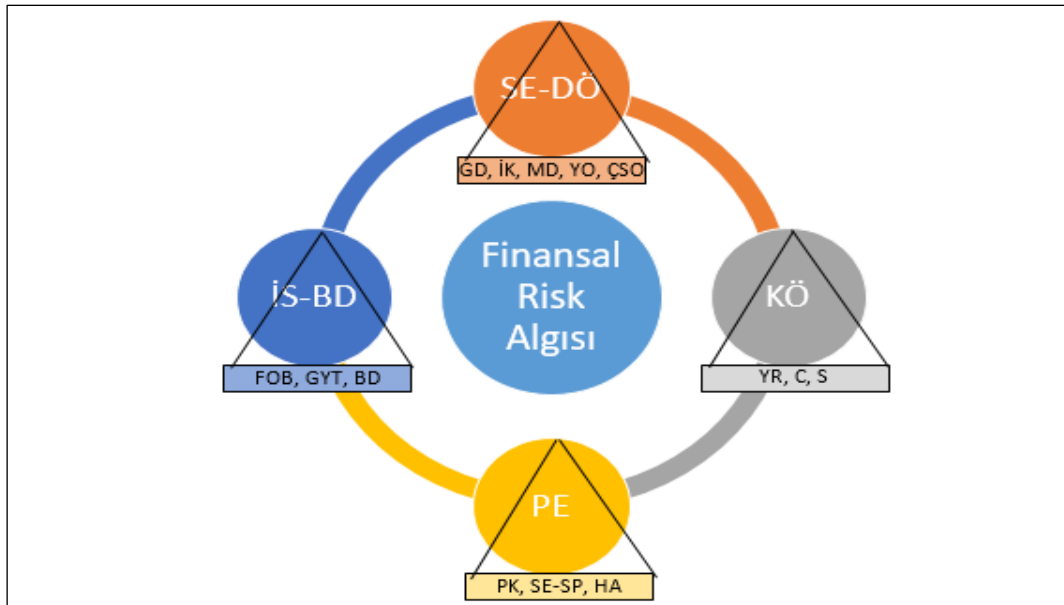 SE-DÖ
GD, İK, MD, YO, ÇSO
Finansal
Risk
Algısı
İS-BD
FOB, GYT, BD
KÖ
YR, C, S
PE
PK, SE-SP, HA